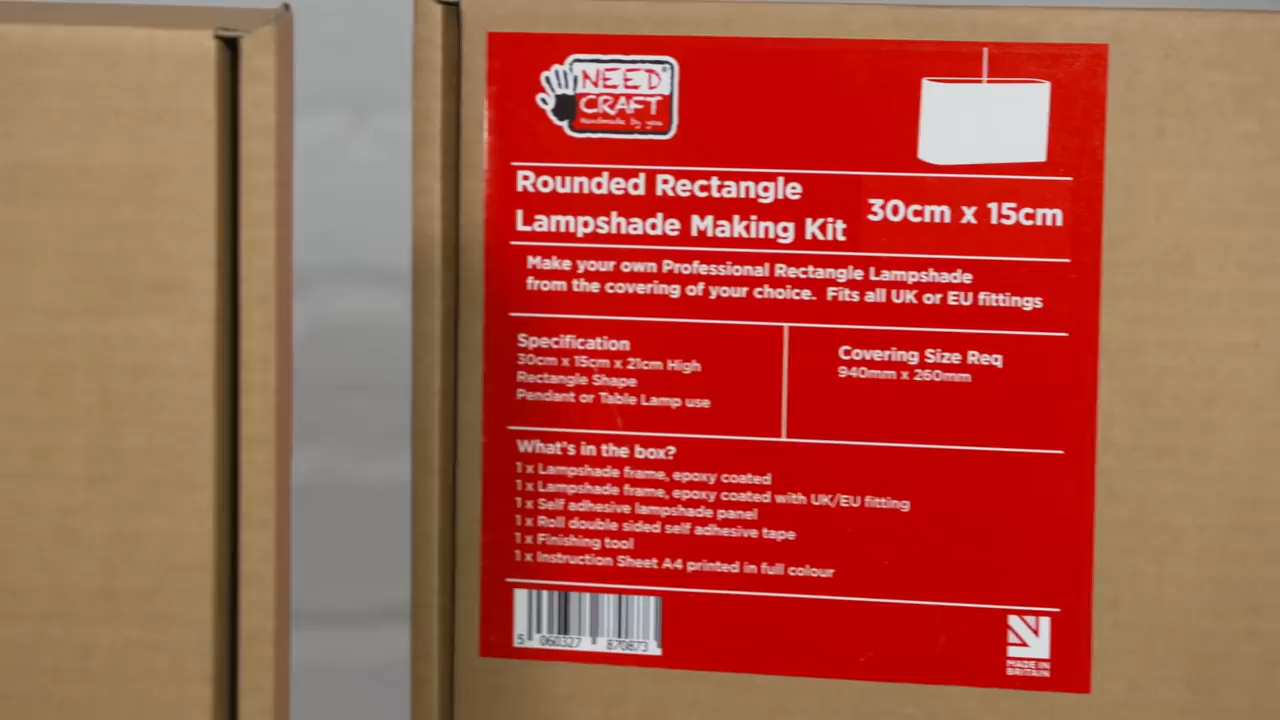 NEED
CRAFT
Handmade by you
Rounded Rectangle
Lampshade Making Kit
30cm x 15cm
Make your own Professional Rectangle Lampshade
from the covering of your choice. Fits all UK or EU fittings
Specification
30cm x 15cm x 21cm High
Rectangle Shape
Pendant or Table Lamp use
Covering Size Req
940mm x 260mm
What's in the box?
1 x Lampshade frame, epoxy coated
1 x Lampshade frame, epoxy coated with UK/EU fitting
1 x Self adhesive lampshade panel
1 x Roll double sided self adhesive tape
1 x Finishing tool
1 x Instruction Sheet A4 printed in full colour
5 060327 870873
MADE IN
BRITAIN